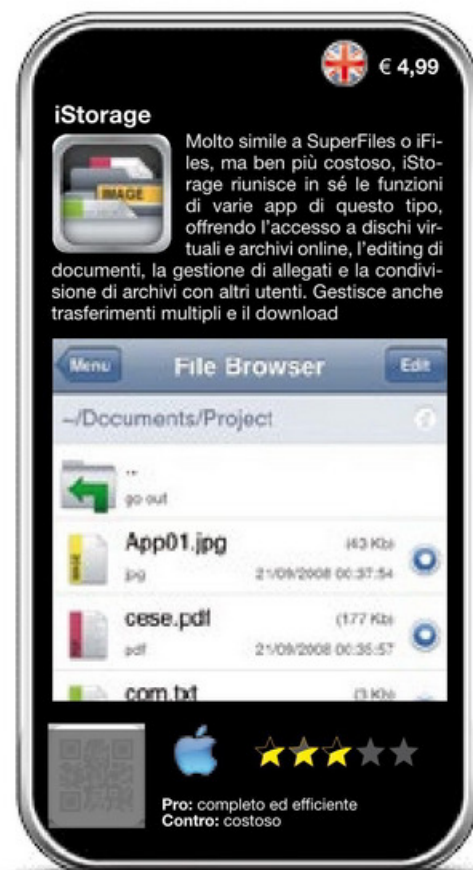 € 4,99
iStorage
IMAGE
Molto simile a SuperFiles o iFi-
les, ma ben più costoso, iSto-
rage riunisce in sé le funzioni
di varie app di questo tipo,
offrendo l'accesso a dischi vir-
tuali e archivi online, l'editing di
documenti, la gestione di allegati e la condivi-
sione di archivi con altri utenti. Gestisce anche
trasferimenti multipli e il download
Menu File Browser Edit
~/Documents/Project
..
go out
App01.jpg (43 Kb)
jpg 21/09/2008 00:37:54
cese.pdf (177 Kb)
pdf 21/09/2008 00:35:57
com.txt (3 Kb)
Pro: completo ed efficiente
Contro: costoso